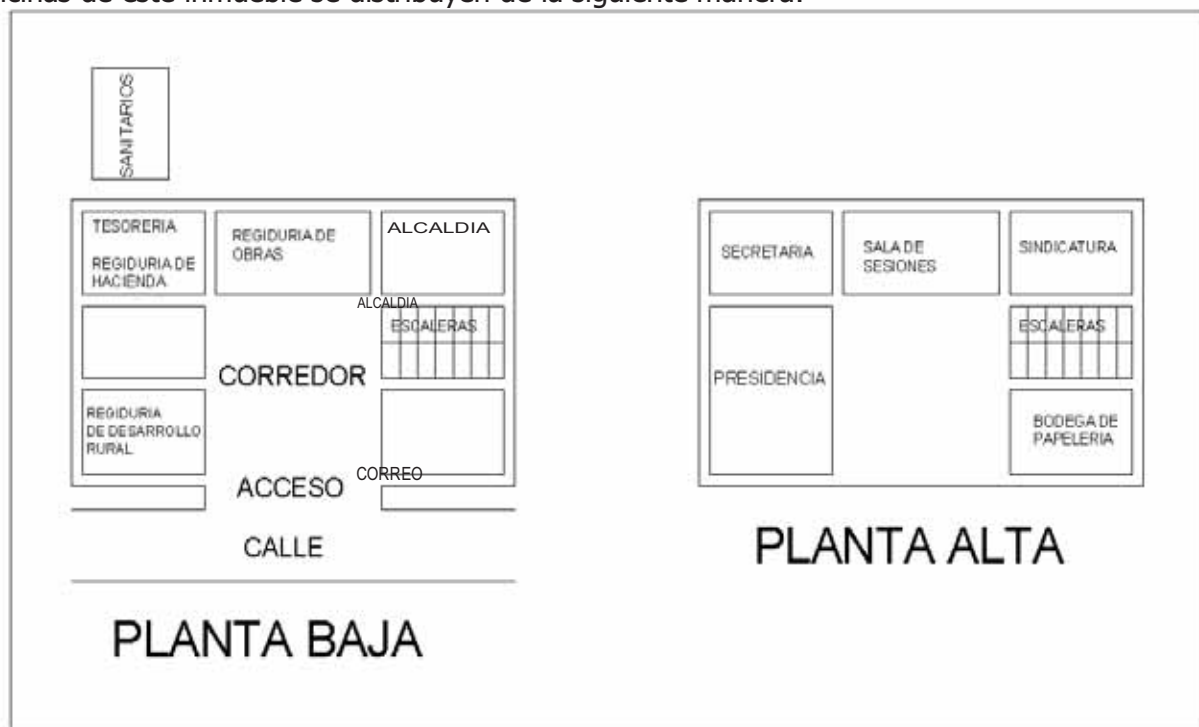 de este inmueble se distribuyen de la siguiente manera:
SANITARIOS
TESORERIA
REGIDURIA DE
HACIENDA
REGIDURIA DE
OBRAS
ALCALDIA
ALCALDIA
ESCALERAS
CORREDOR
REGIDURIA
DE DESARROLLO
RURAL
CORREO
ACCESO
CALLE
PLANTA BAJA
SECRETARIA
SALA DE
SESIONES
SINDICATURA
ESCALERAS
PRESIDENCIA
BODEGA DE
PAPELERIA
PLANTA ALTA